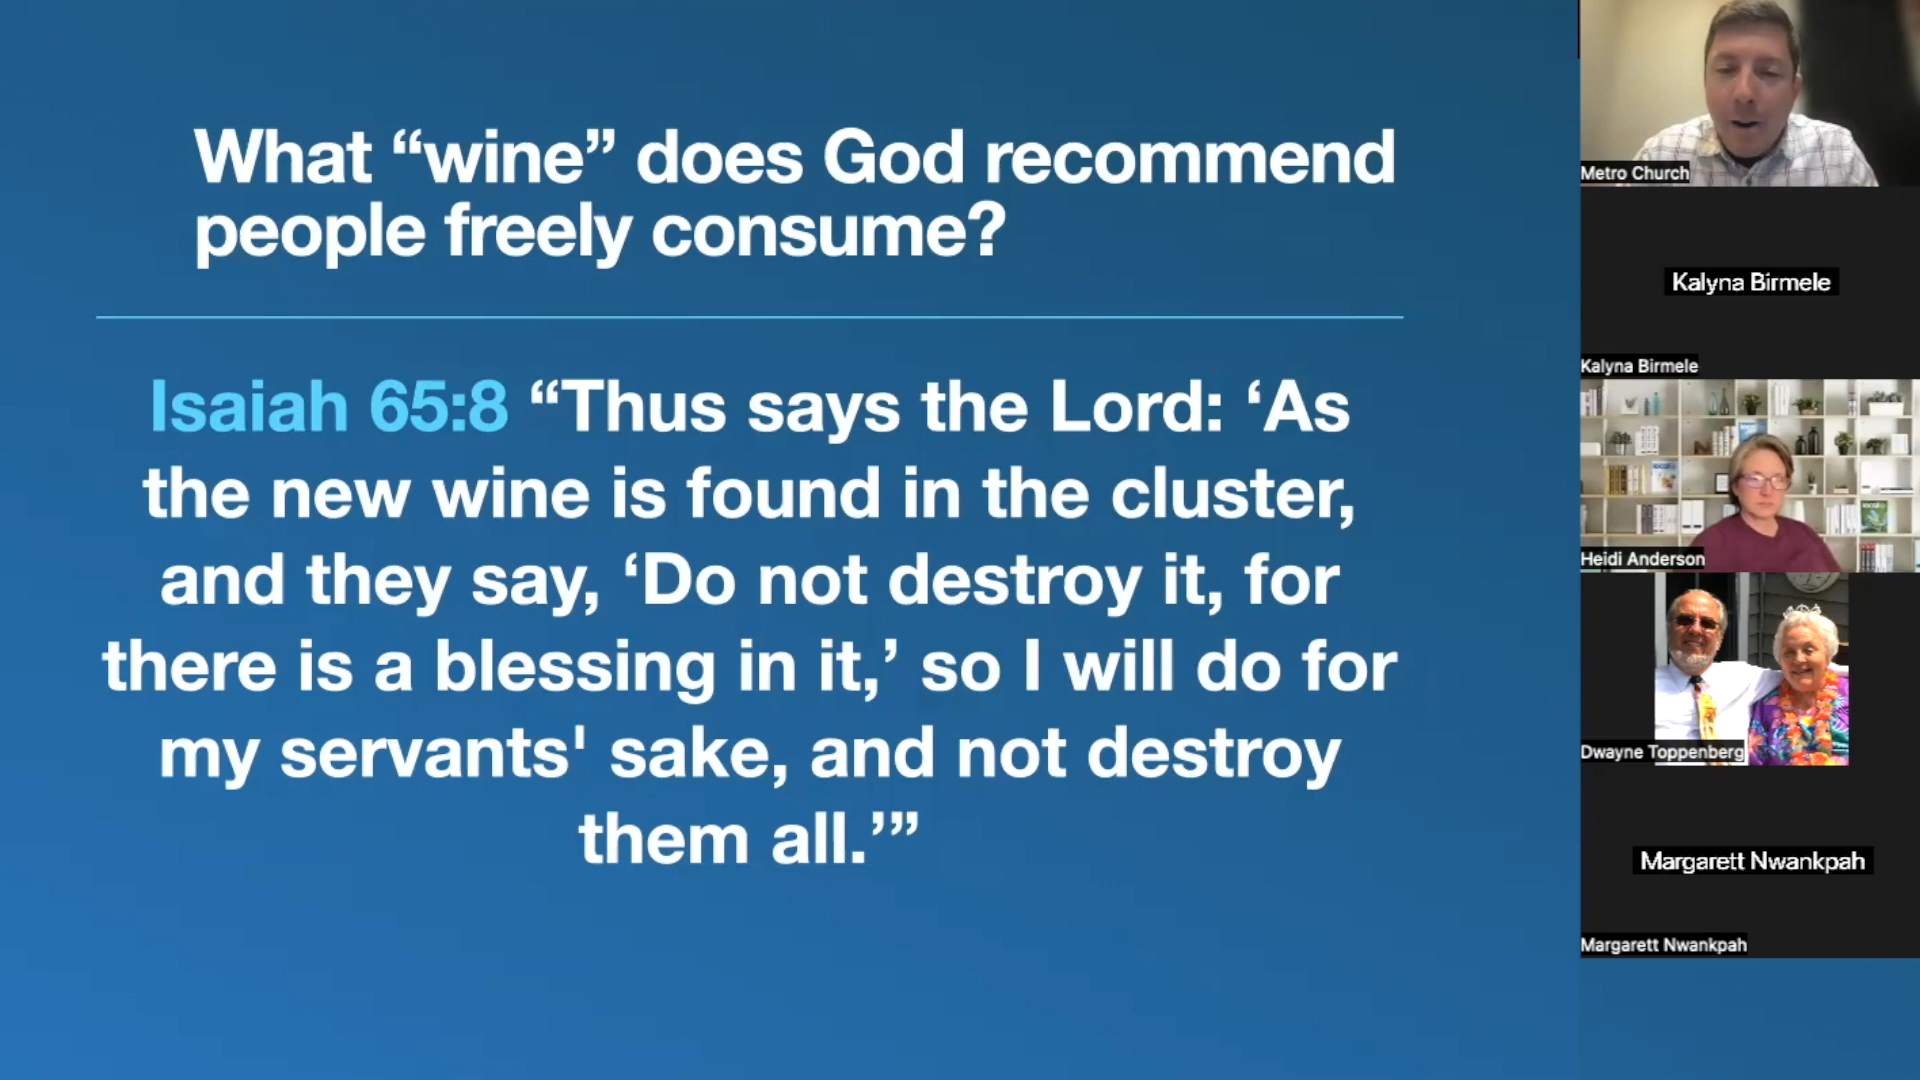 What “wine” does God recommend
people freely consume?
Isaiah 65:8 “Thus says the Lord: ‘As
the new wine is found in the cluster,
and they say, ‘Do not destroy it, for
there is a blessing in it,’ so I will do for
my servants' sake, and not destroy
them all.’”
Metro Church
Kalyna Birmele
Kalyna Birmele
Heidi Anderson
Dwayne Toppenberg
Margarett Nwankpah
Margarett Nwankpah